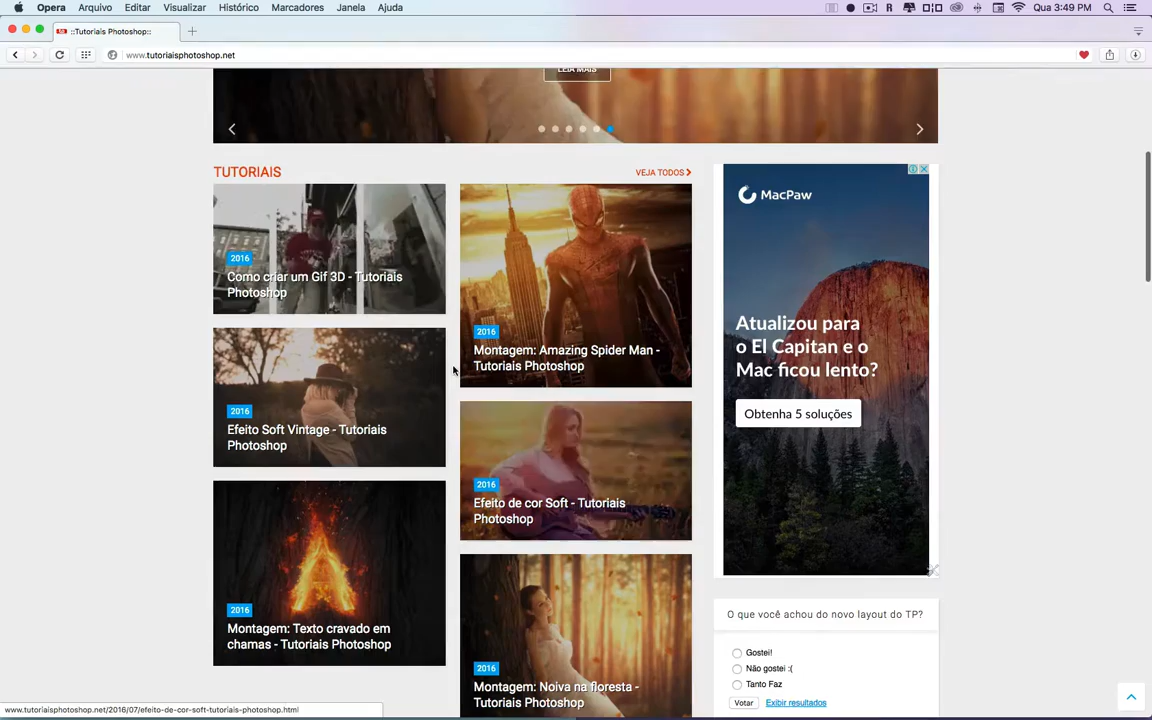 Opera Arquivo Editar Visualizar Histórico Marcadores Janela Ajuda
Qua 3:49 PM
::Tutoriais Photoshop::
www.tutoriaisphotoshop.net
LEIA MAIS
TUTORIAIS
VEJA TODOS
2016
Como criar um Gif 3D - Tutoriais
Photoshop
2016
Montagem: Amazing Spider Man -
Tutoriais Photoshop
2016
Efeito Soft Vintage - Tutoriais
Photoshop
2016
Efeito de cor Soft - Tutoriais
Photoshop
2016
Montagem: Texto cravado em
chamas - Tutoriais Photoshop
2016
Montagem: Noiva na floresta -
Tutoriais Photoshop
MacPaw
Atualizou para
o El Capitan e o
Mac ficou lento?
Obtenha 5 soluções
O que você achou do novo layout do TP?
Gostei!
Não gostei :(
Tanto Faz
Votar Exibir resultados
www.tutoriaisphotoshop.net/2016/07/efeito-de-cor-soft-tutoriais-photoshop.html